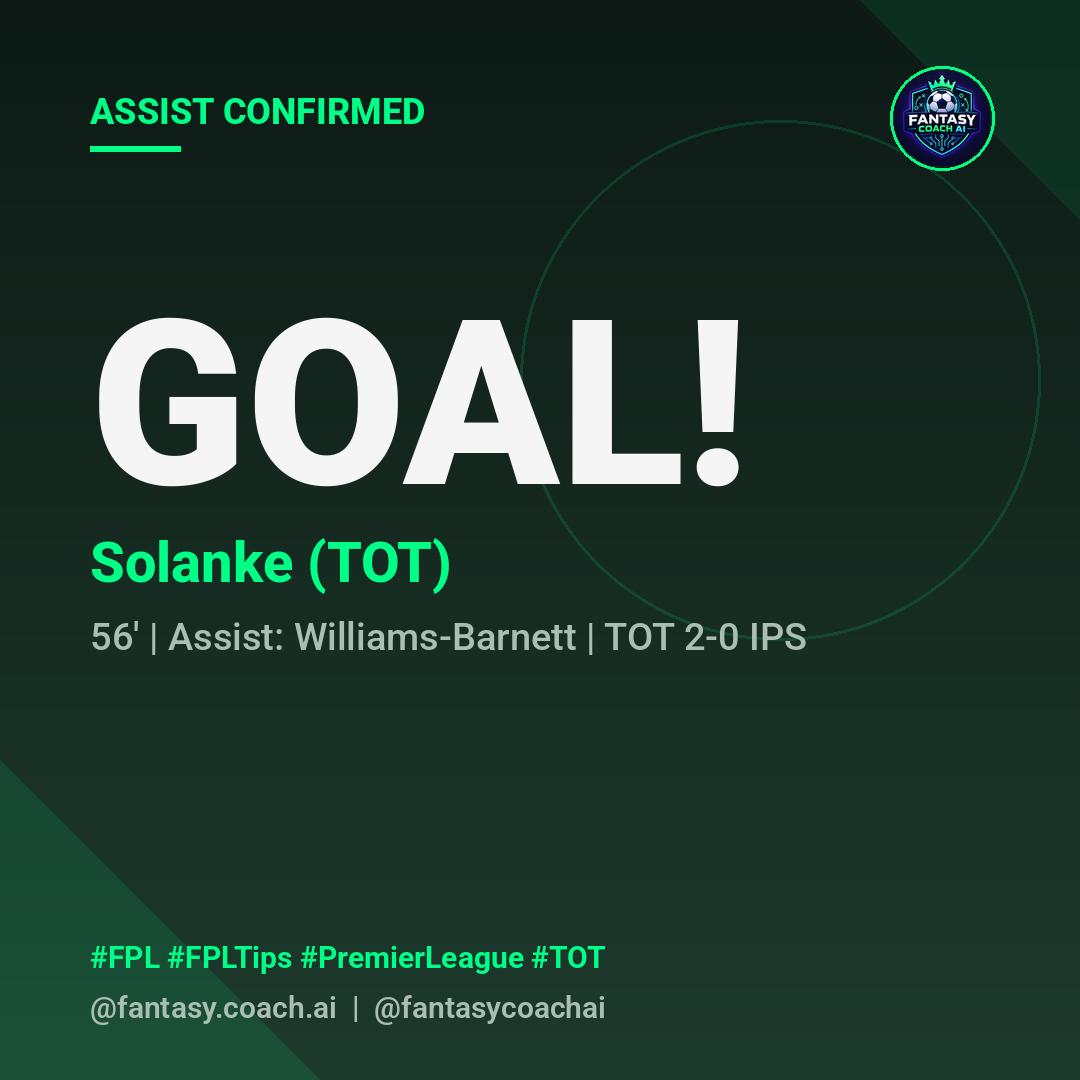 ASSIST CONFIRMED
FANTASY
COACH AI
GOAL!
Solanke (TOT)
56' | Assist: Williams-Barnett | TOT 2-0 IPS
#FPL #FPLTips #PremierLeague #TOT
@fantasy.coach.ai | @fantasycoachai